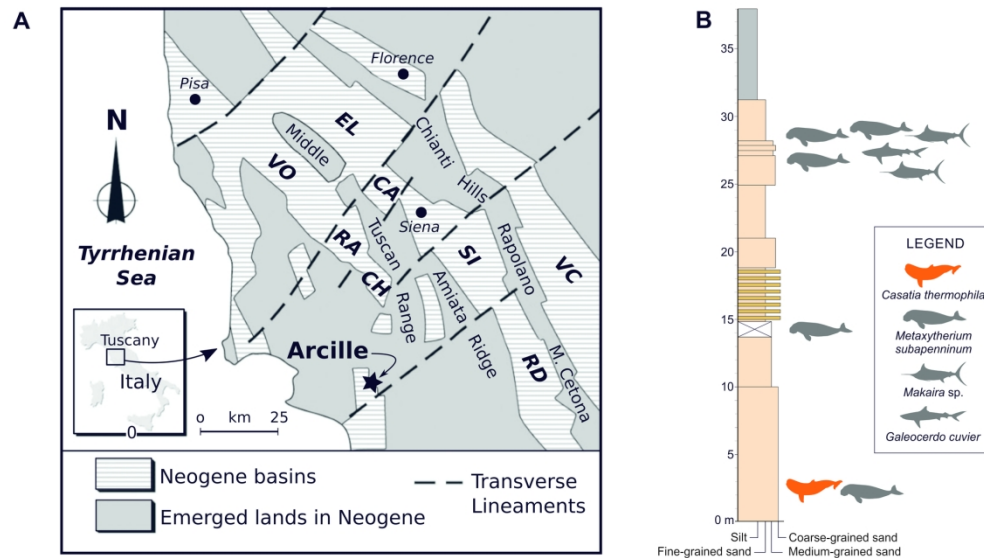 A
Pisa
Florence
N
EL
Middle
Chianti
Hills
VO
CA
Siena
Tyrrhenian
Sea
RA
Tuscan
Range
CH
SI
Rapolano
VC
Amiata
Ridge
Tuscany
Italy
0
Arcille
RD
M. Cetona
o km 25
Neogene basins
Emerged lands in Neogene
Transverse
Lineaments
B
35
30
25
20
15
10
5
0 m
LEGEND
Casatia thermophila
Metaxytherium
subapenninum
Makaira sp.
Galeocerdo cuvier
Silt
Fine-grained sand
Coarse-grained sand
Medium-grained sand